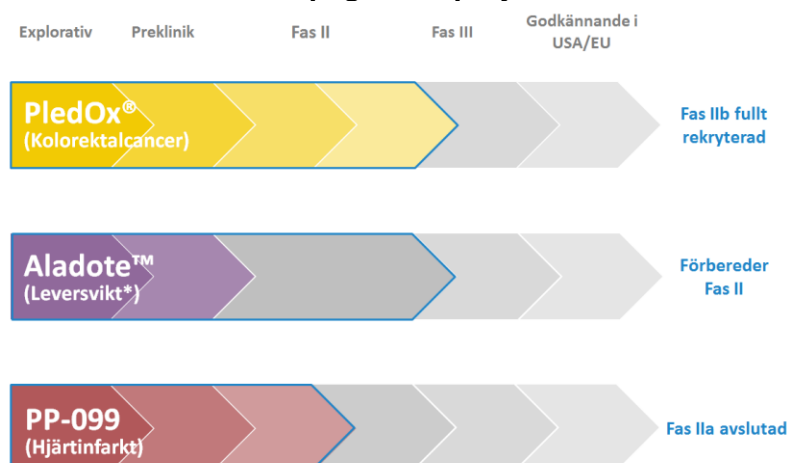 Explorativ Preklinik Fas II Fas III Godkännande i
USA/EU
PledOx®
(Kolorektalcancer)
Fas IIb fullt
rekryterad
Aladote™
(Leversvikt*)
Förbereder
Fas II
PP-099
(Hjärtinfarkt)
Fas IIa avslutad